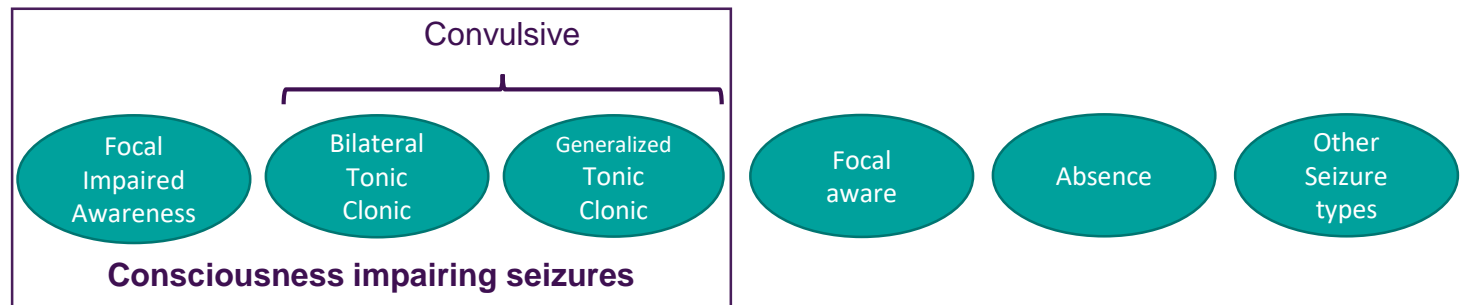 Convulsive
Focal
Impaired
Awareness
Bilateral
Tonic
Clonic
Generalized
Tonic
Clonic
Focal
aware
Absence
Other
Seizure
types
Consciousness impairing seizures